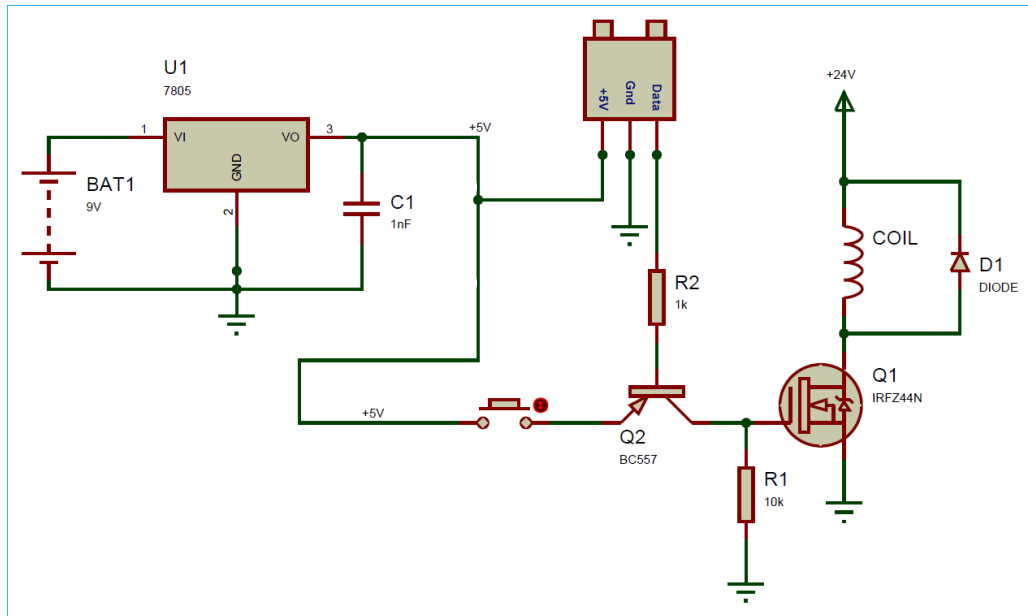 U1
7805
1
VI
VO
3
GND
2
+5V
BAT1
9V
C1
1nF
+5V
Gnd
Data
+24V
COIL
D1
DIODE
R2
1k
+5V
Q2
BC557
Q1
IRFZ44N
R1
10k